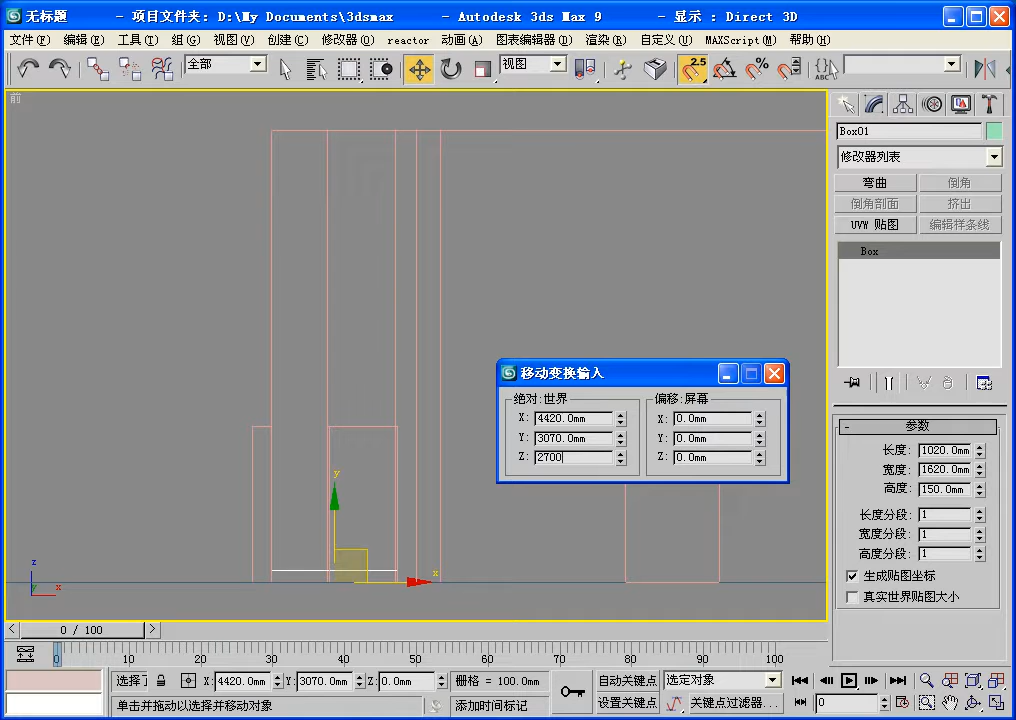 无标题 - 项目文件夹: D:\My Documents\3dsmax - Autodesk 3ds Max 9 - 显示 : Direct 3D
文件(F) 编辑(E) 工具(T) 组(G) 视图(V) 创建(C) 修改器(O) reactor 动画(A) 图表编辑器(D) 渲染(R) 自定义(U) MAXScript(M) 帮助(H)
全部 视图 2.5 % ABC
前
Box01
修改器列表
弯曲 倒角
倒角剖面 挤出
UVW 贴图 编辑样条线
Box
移动变换输入
绝对:世界 偏移:屏幕
X: 4420.0mm X: 0.0mm
Y: 3070.0mm Y: 0.0mm
Z: 2700 Z: 0.0mm
- 参数
长度: 1020.0mm
宽度: 1620.0mm
高度: 150.0mm
长度分段: 1
宽度分段: 1
高度分段: 1
生成贴图坐标
真实世界贴图大小
y
x
z
y x
0 / 100
0 10 20 30 40 50 60 70 80 90 100
选择了 X: 4420.0mm Y: 3070.0mm Z: 0.0mm 栅格 = 100.0mm 自动关键点 选定对象
单击并拖动以选择并移动对象 添加时间标记 设置关键点 关键点过滤器... 0